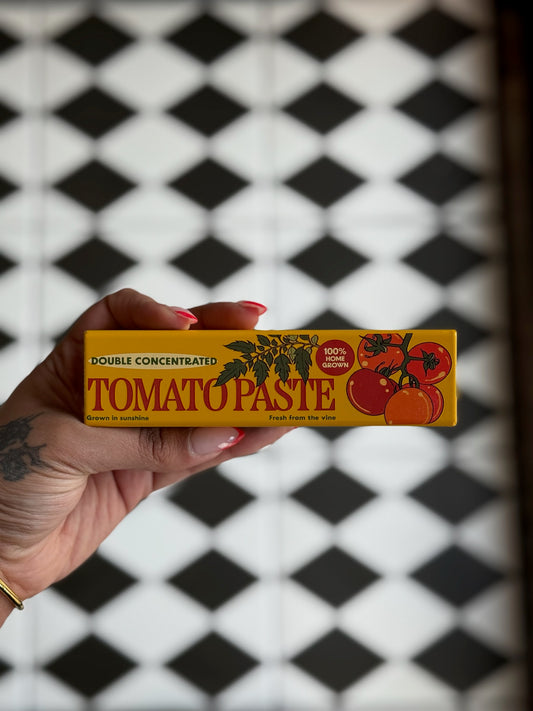 DOUBLE CONCENTRATED
100%
HOME
GROWN
TOMATO PASTE
Grown in sunshine
Fresh from the vine